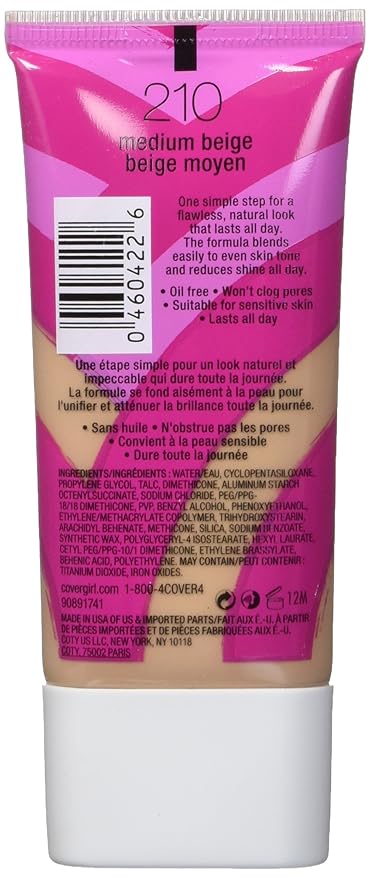 210
medium beige
beige moyen
One simple step for a
flawless, natural look
that lasts all day.
The formula blends
easily to even skin tone
and reduces shine all day.
• Oil free • Won't clog pores
• Suitable for sensitive skin
• Lasts all day
0 460422 6
Une étape simple pour un look naturel et
impeccable qui dure toute la journée.
La formule se fond alsément à la peau pour
l'unifier et atténuer la brillance toute la journée.
• Sans huile • N'obstrue pas les pores
• Convient à la peau sensible
• Dure toute la journée
INGREDIENTS/INGRÉDIENTS: WATER/EAU, CYCLOPENTASILOXANE,
PROPYLENE GLYCOL, TALC, DIMETHICONE, ALUMINUM STARCH
OCTENYLSUCCINATE, SODIUM CHLORIDE, PEG/PPG-
18/18 DIMETHICONE, PVP, BENZYL ALCOHOL, PHENOXYETHANOL,
ETHYLENE/METHACRYLATE COPOLYMER, TRIHYDROXYSTEARIN,
ARACHIDYL BEHENATE, METHICONE, SILICA, SODIUM BENZOATE,
SYNTHETIC WAX, POLYGLYCERYL-4 ISOSTEARATE, HEXYL LAURATE,
CETYL PEG/PPG-10/1 DIMETHICONE, ETHYLENE BRASSYLATE,
BEHENIC ACID, POLYETHYLENE. MAY CONTAIN/PEUT CONTENIR :
TITANIUM DIOXIDE, IRON OXIDES.
covergirl.com 1-800-4COVER4
90891741
12M
MADE IN USA OF US & IMPORTED PARTS/FAIT AUX É.-U. À PARTIR
DE PIÈCES IMPORTÉES ET DE PIÈCES FABRIQUÉES AUX É.-U.
COTY US LLC, NEW YORK, NY 10118
COTY. 75002 PARIS